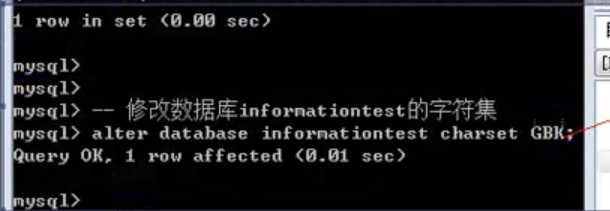 1 row in set (0.00 sec)
mysql>
mysql>
mysql> -- 修改数据库informationtest的字符集
mysql> alter database informationtest charset GBK;
Query OK, 1 row affected (0.01 sec)
mysql>